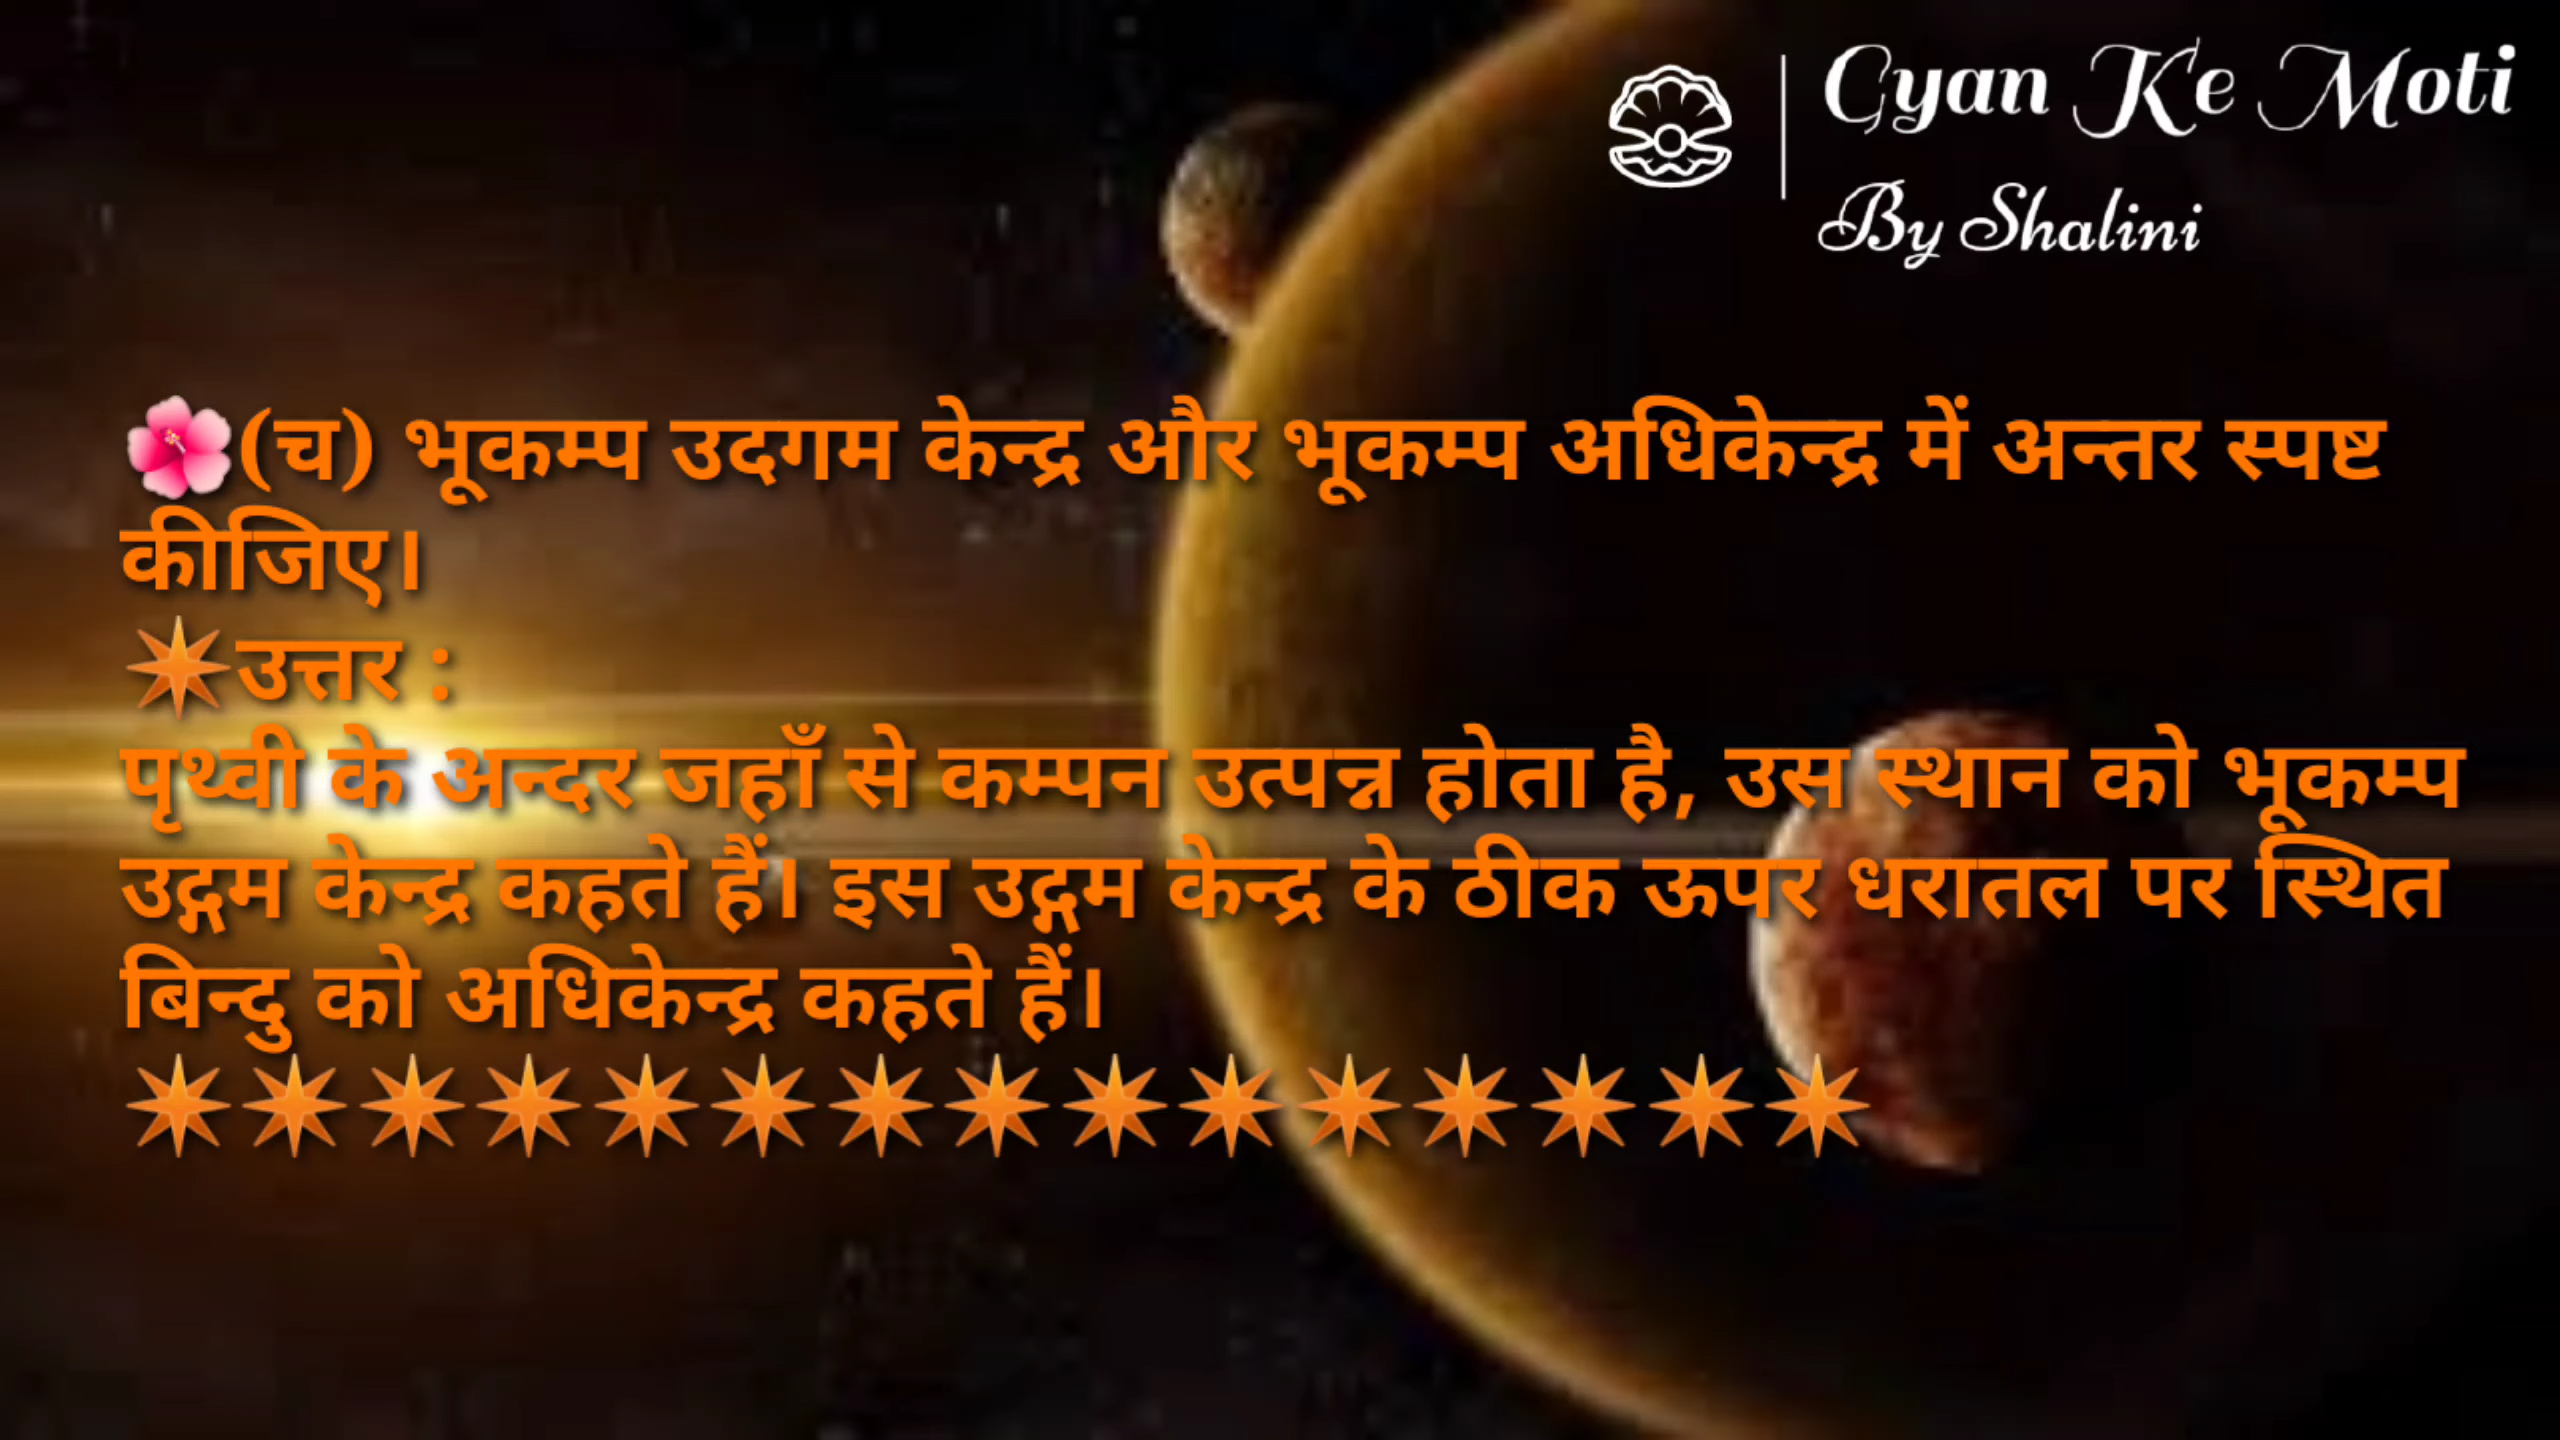 Gyan Ke Moti
By Shalini
🌺(च) भूकम्प उदगम केन्द्र और भूकम्प अधिकेन्द्र में अन्तर स्पष्ट
कीजिए।
✴उत्तर :
पृथ्वी के अन्दर जहाँ से कम्पन उत्पन्न होता है, उस स्थान को भूकम्प
उद्गम केन्द्र कहते हैं। इस उद्गम केन्द्र के ठीक ऊपर धरातल पर स्थित
बिन्दु को अधिकेन्द्र कहते हैं।
✴✴✴✴✴✴✴✴✴✴✴✴✴✴✴